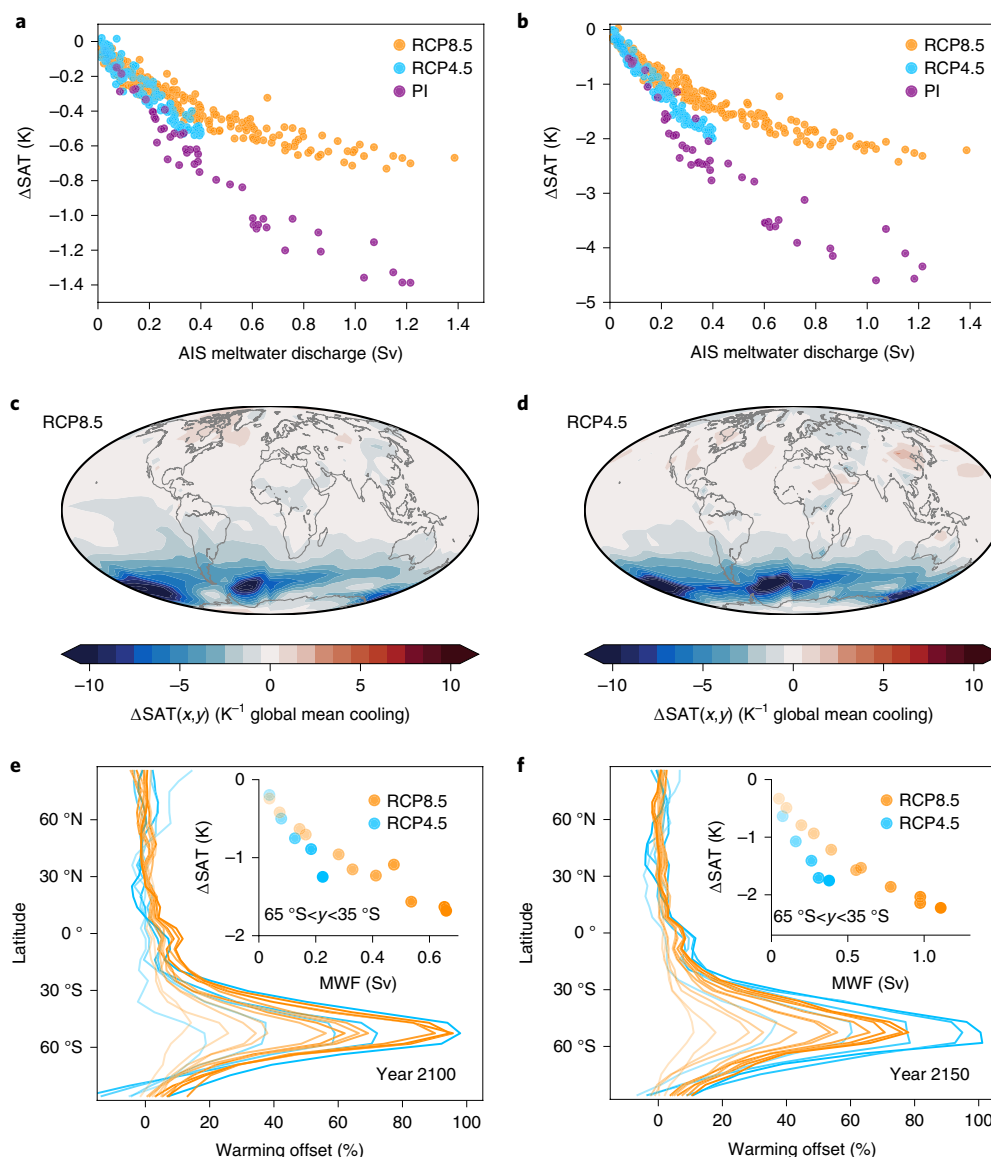 a
0
−0.2
−0.4
−0.6
−0.8
−1.0
−1.2
−1.4
ΔSAT (K)
RCP8.5
RCP4.5
PI
0 0.2 0.4 0.6 0.8 1.0 1.2 1.4
AIS meltwater discharge (Sv)
b
0
−1
−2
−3
−4
−5
ΔSAT (K)
RCP8.5
RCP4.5
PI
0 0.2 0.4 0.6 0.8 1.0 1.2 1.4
AIS meltwater discharge (Sv)
c
RCP8.5
−10 −5 0 5 10
ΔSAT(x,y) (K⁻¹ global mean cooling)
d
RCP4.5
−10 −5 0 5 10
ΔSAT(x,y) (K⁻¹ global mean cooling)
e
60 °N
30 °N
0 °
30 °S
60 °S
Latitude
0
−1
−2
ΔSAT (K)
RCP8.5
RCP4.5
65 °S<y<35 °S
0 0.2 0.4 0.6
MWF (Sv)
Year 2100
0 20 40 60 80 100
Warming offset (%)
f
60 °N
30 °N
0 °
30 °S
60 °S
Latitude
0
−1
−2
ΔSAT (K)
RCP8.5
RCP4.5
65 °S<y<35 °S
0 0.5 1.0
MWF (Sv)
Year 2150
0 20 40 60 80 100
Warming offset (%)